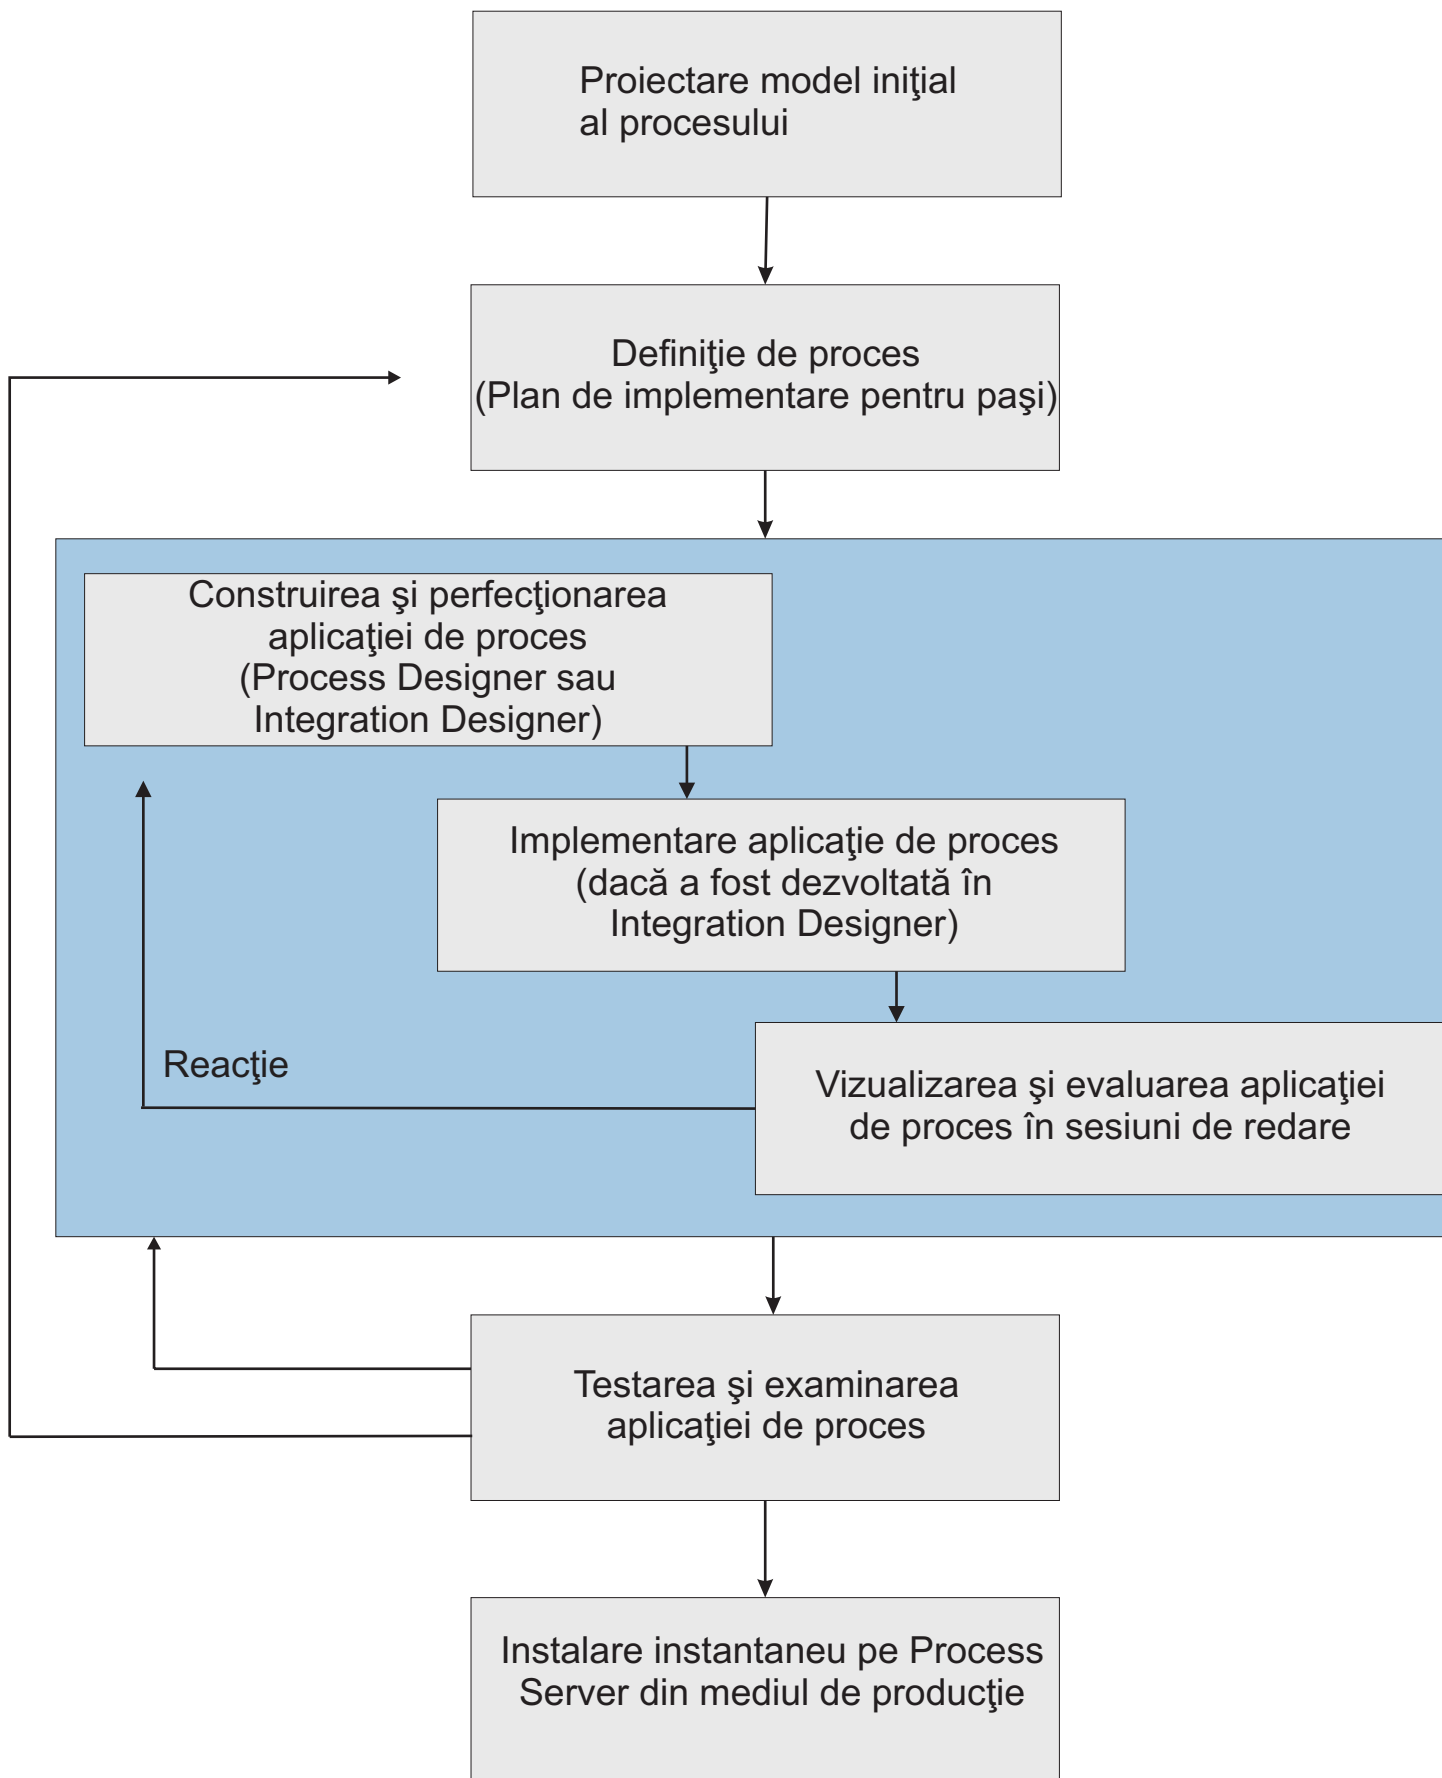 Proiectare model iniţial
al procesului
Definiţie de proces
(Plan de implementare pentru paşi)
Construirea şi perfecţionarea
aplicaţiei de proces
(Process Designer sau
Integration Designer)
Implementare aplicaţie de proces
(dacă a fost dezvoltată în
Integration Designer)
Reacţie
Vizualizarea şi evaluarea aplicaţiei
de proces în sesiuni de redare
Testarea şi examinarea
aplicaţiei de proces
Instalare instantaneu pe Process
Server din mediul de producţie